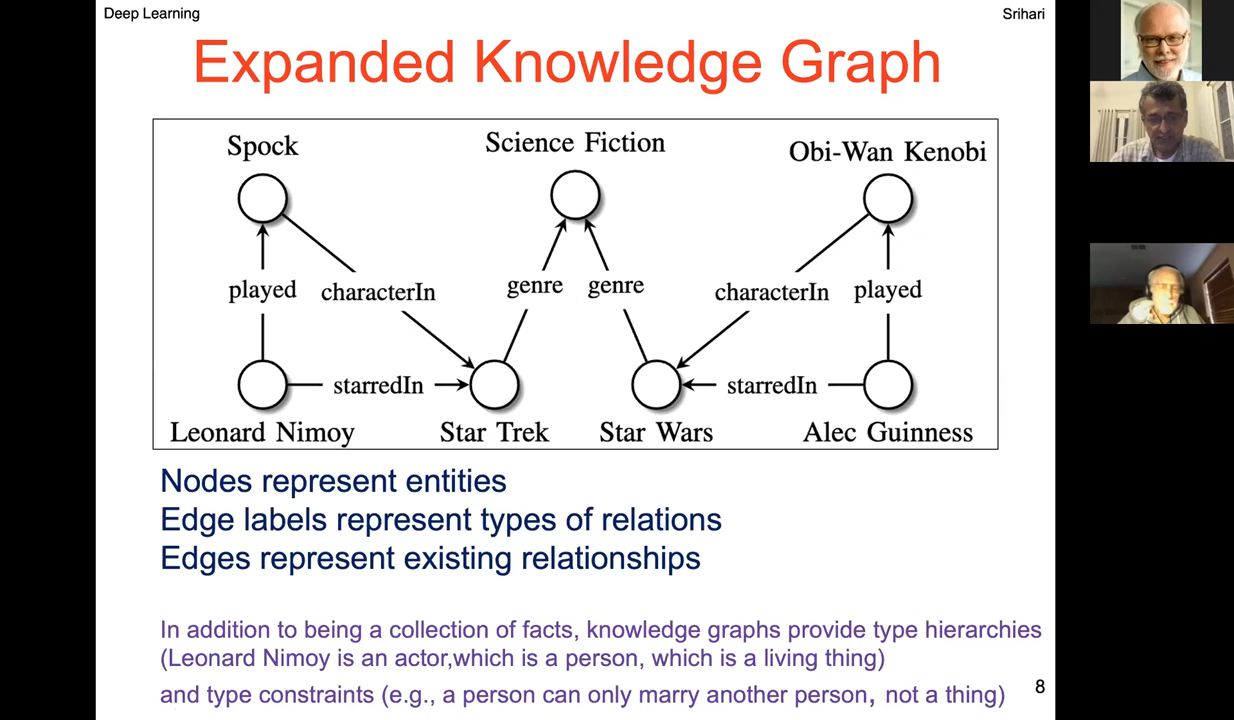 Deep Learning
Srihari
Expanded Knowledge Graph
Spock
Science Fiction
Obi-Wan Kenobi
played
characterIn
genre
genre
characterIn
played
starredIn
starredIn
Leonard Nimoy
Star Trek
Star Wars
Alec Guinness
Nodes represent entities
Edge labels represent types of relations
Edges represent existing relationships
In addition to being a collection of facts, knowledge graphs provide type hierarchies
(Leonard Nimoy is an actor,which is a person, which is a living thing)
and type constraints (e.g., a person can only marry another person, not a thing)
8